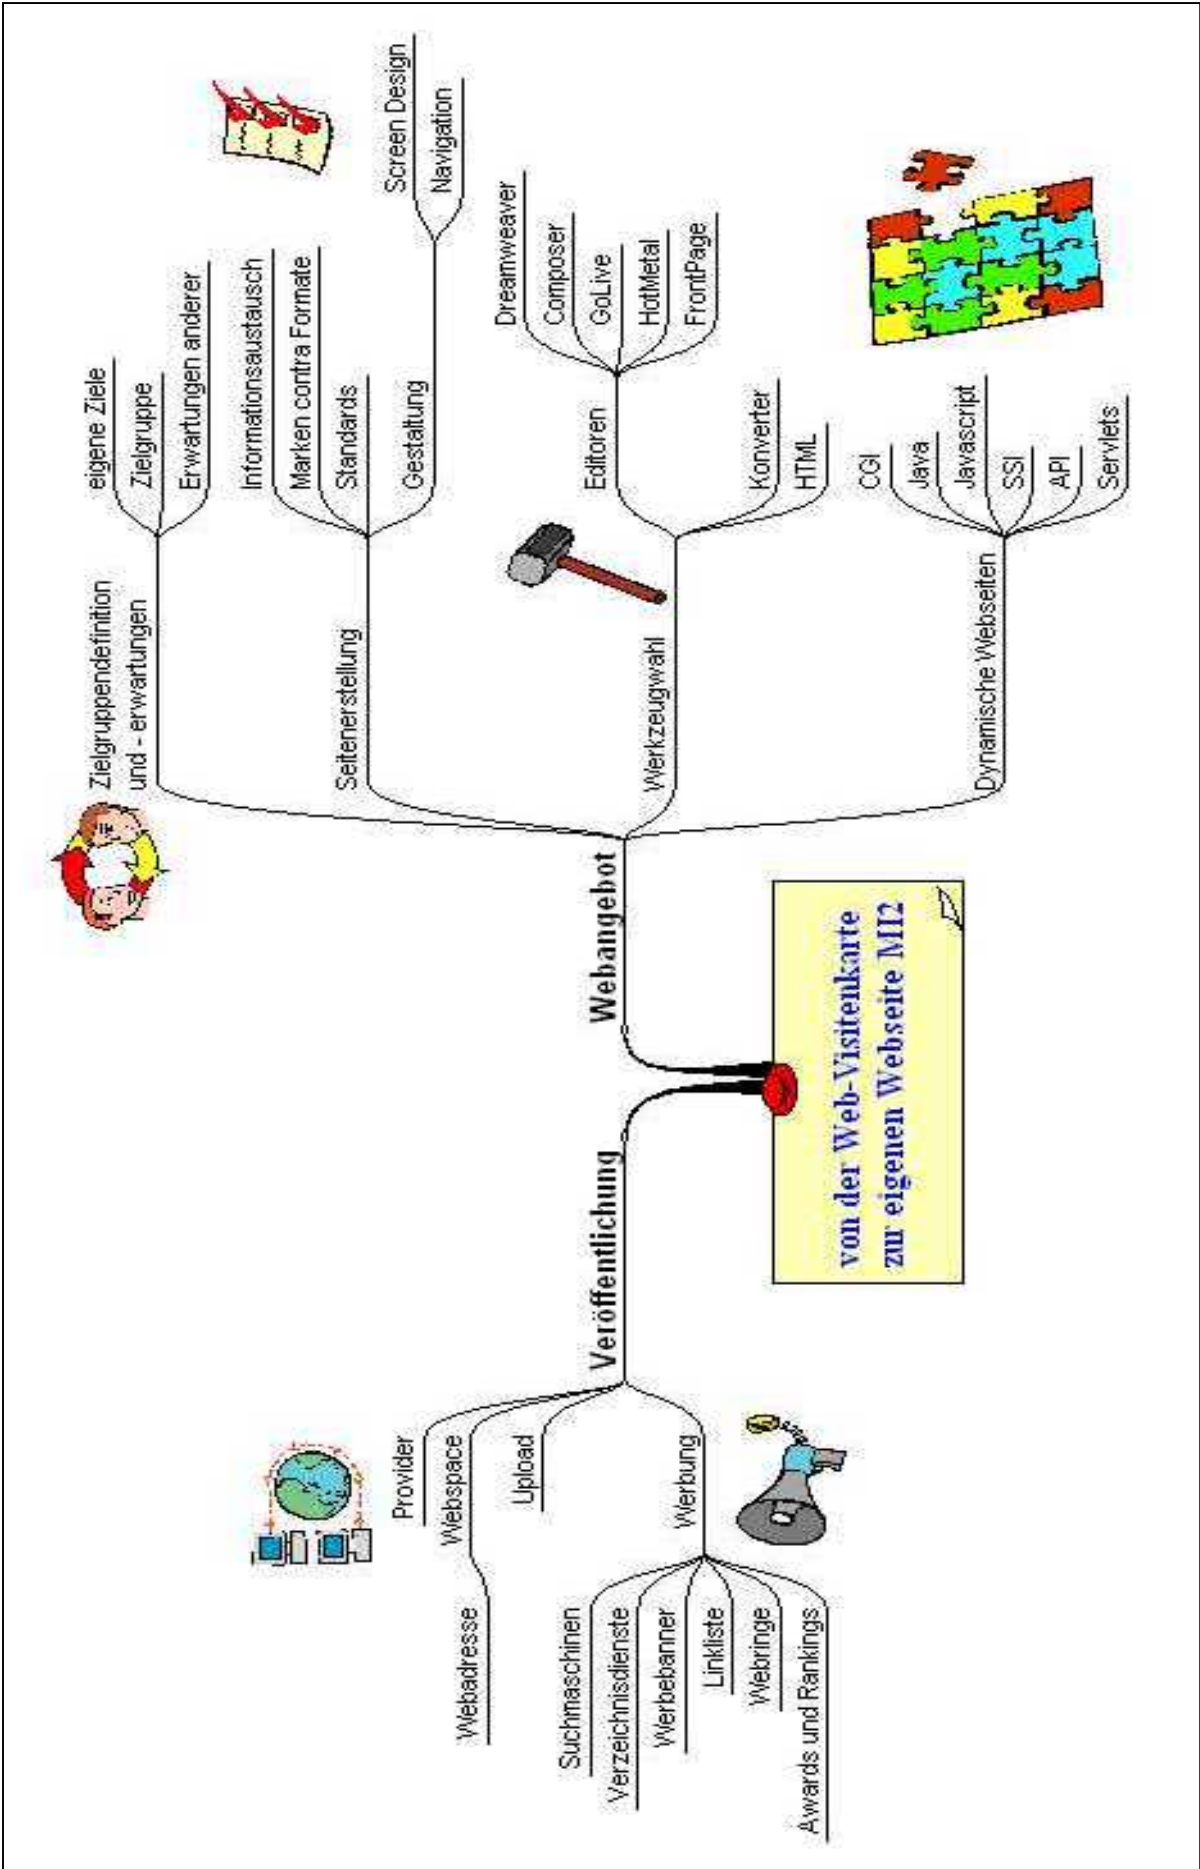 von der Web-Visitenkarte
zur eigenen Webseite MI2
Webangebot
Zielgruppendefinition
und - erwartungen
eigene Ziele
Zielgruppe
Erwartungen anderer
Seitenerstellung
Informationsaustausch
Marken contra Formate
Standards
Gestaltung
Screen Design
Navigation
Werkzeugwahl
Editoren
Dreamweaver
Composer
GoLive
HotMetal
FrontPage
Konverter
HTML
Dynamische Webseiten
CGI
Java
Javascript
SSI
API
Servlets
Veröffentlichung
Provider
Webspace
Webadresse
Upload
Werbung
Suchmaschinen
Verzeichnisdienste
Werbebanner
Linkliste
Webringe
Awards und Rankings